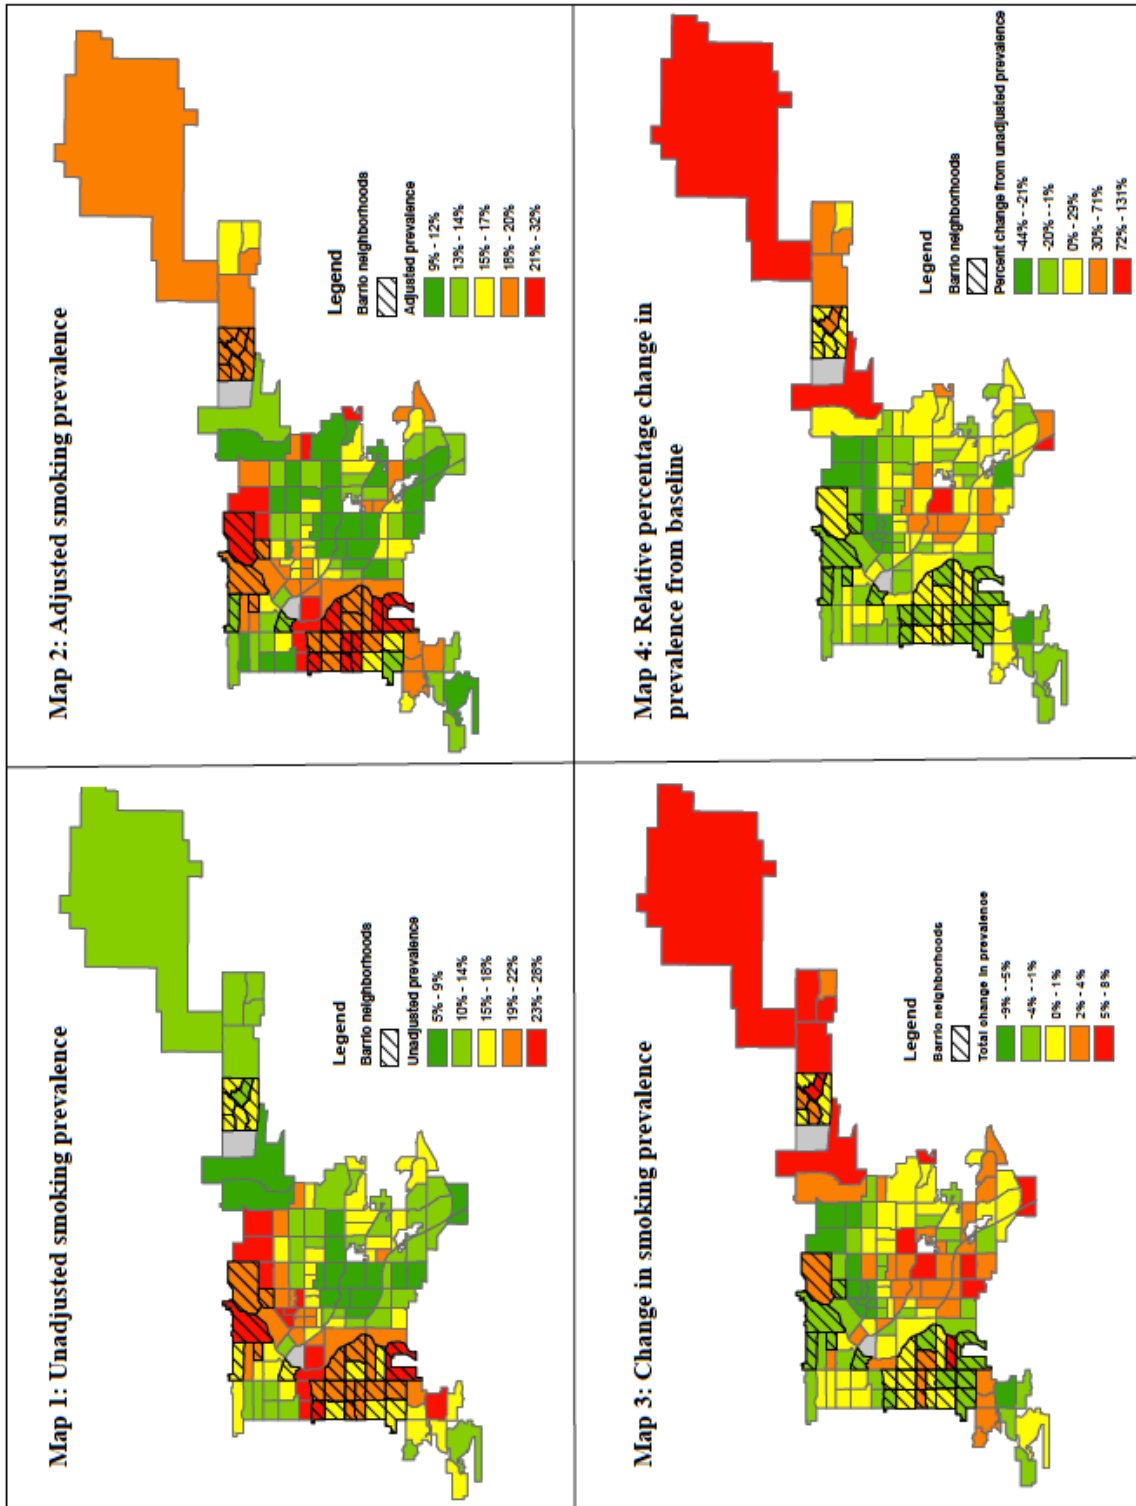 Map 1: Unadjusted smoking prevalence
Legend
Barrio neighborhoods
Unadjusted prevalence
5% - 9%
10% - 14%
15% - 18%
19% - 22%
23% - 28%
Map 2: Adjusted smoking prevalence
Legend
Barrio neighborhoods
Adjusted prevalence
9% - 12%
13% - 14%
15% - 17%
18% - 20%
21% - 32%
Map 3: Change in smoking prevalence
Legend
Barrio neighborhoods
Total change in prevalence
-9% - -5%
-4% - -1%
0% - 1%
2% - 4%
5% - 8%
Map 4: Relative percentage change in
prevalence from baseline
Legend
Barrio neighborhoods
Percent change from unadjusted prevalence
-44% - -21%
-20% - -1%
0% - 29%
30% - 71%
72% - 131%